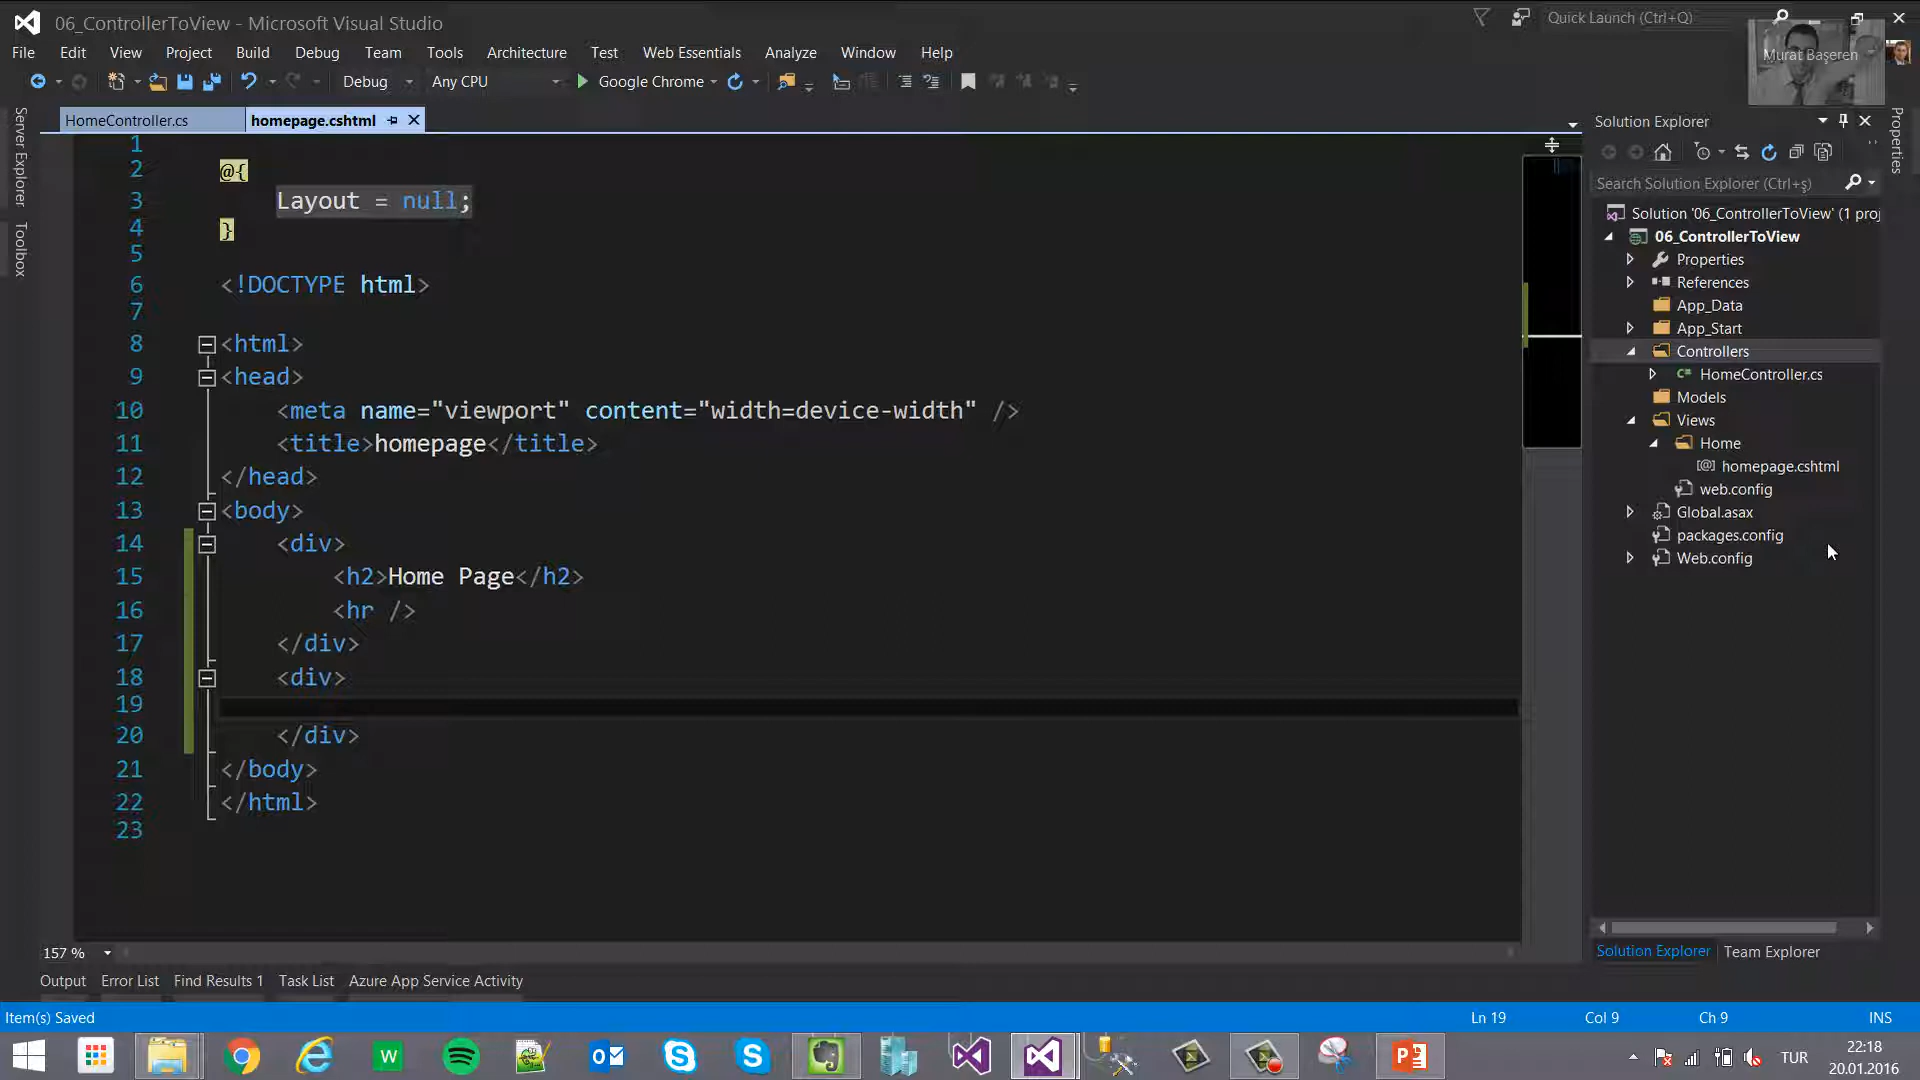 06_ControllerToView - Microsoft Visual Studio
Quick Launch (Ctrl+Q)
File Edit View Project Build Debug Team Tools Architecture Test Web Essentials Analyze Window Help
Murat Başeren
Debug Any CPU Google Chrome
Server Explorer
Toolbox
HomeController.cs homepage.cshtml
1
2 @{
3 Layout = null;
4 }
5
6 <!DOCTYPE html>
7
8 <html>
9 <head>
10 <meta name="viewport" content="width=device-width" />
11 <title>homepage</title>
12 </head>
13 <body>
14 <div>
15 <h2>Home Page</h2>
16 <hr />
17 </div>
18 <div>
19
20 </div>
21 </body>
22 </html>
23
157 %
Solution Explorer
Search Solution Explorer (Ctrl+ş)
Solution '06_ControllerToView' (1 proj
06_ControllerToView
Properties
References
App_Data
App_Start
Controllers
HomeController.cs
Models
Views
Home
homepage.cshtml
web.config
Global.asax
packages.config
Web.config
Solution Explorer Team Explorer
Properties
Output Error List Find Results 1 Task List Azure App Service Activity
Item(s) Saved Ln 19 Col 9 Ch 9 INS
TUR
22:18
20.01.2016